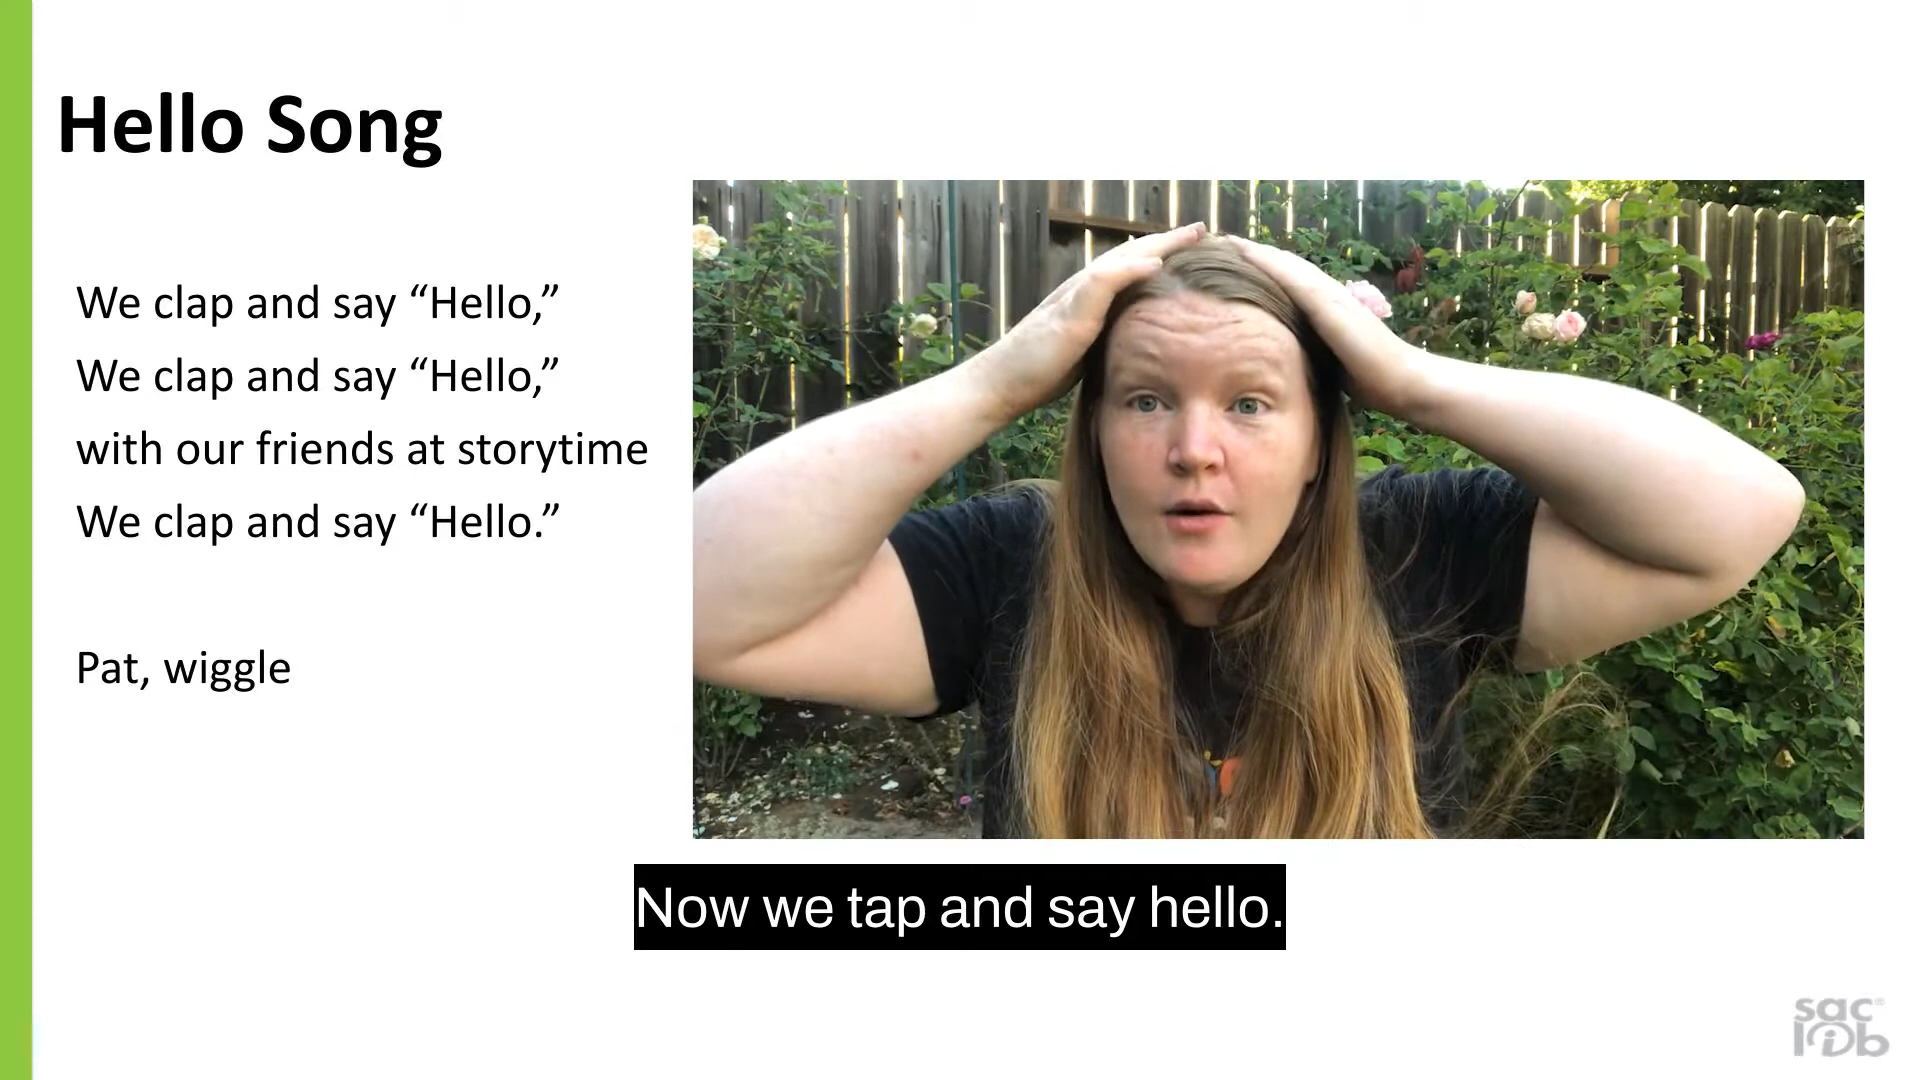 Hello Song
We clap and say “Hello,”
We clap and say “Hello,”
with our friends at storytime
We clap and say “Hello.”
Pat, wiggle
Now we tap and say hello.
sac®
lib